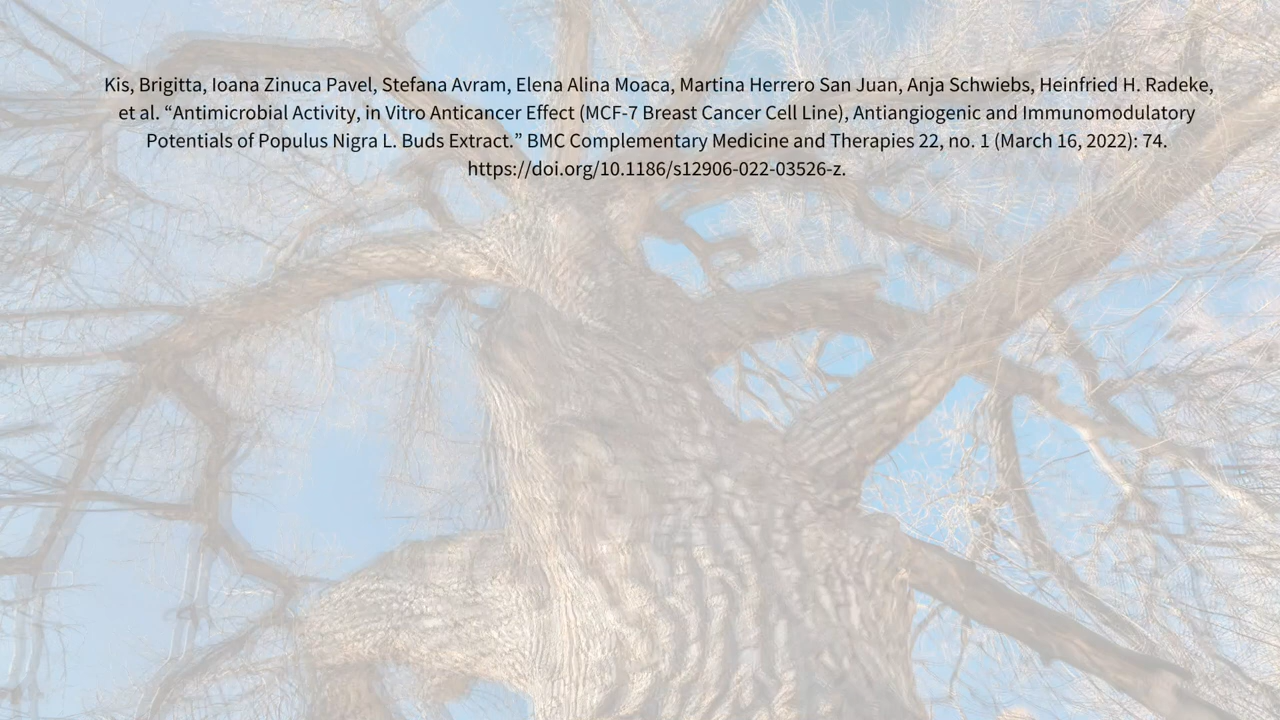 Kis, Brigitta, Ioana Zinuca Pavel, Stefana Avram, Elena Alina Moaca, Martina Herrero San Juan, Anja Schwiebs, Heinfried H. Radeke,
et al. “Antimicrobial Activity, in Vitro Anticancer Effect (MCF-7 Breast Cancer Cell Line), Antiangiogenic and Immunomodulatory
Potentials of Populus Nigra L. Buds Extract.” BMC Complementary Medicine and Therapies 22, no. 1 (March 16, 2022): 74.
https://doi.org/10.1186/s12906-022-03526-z.